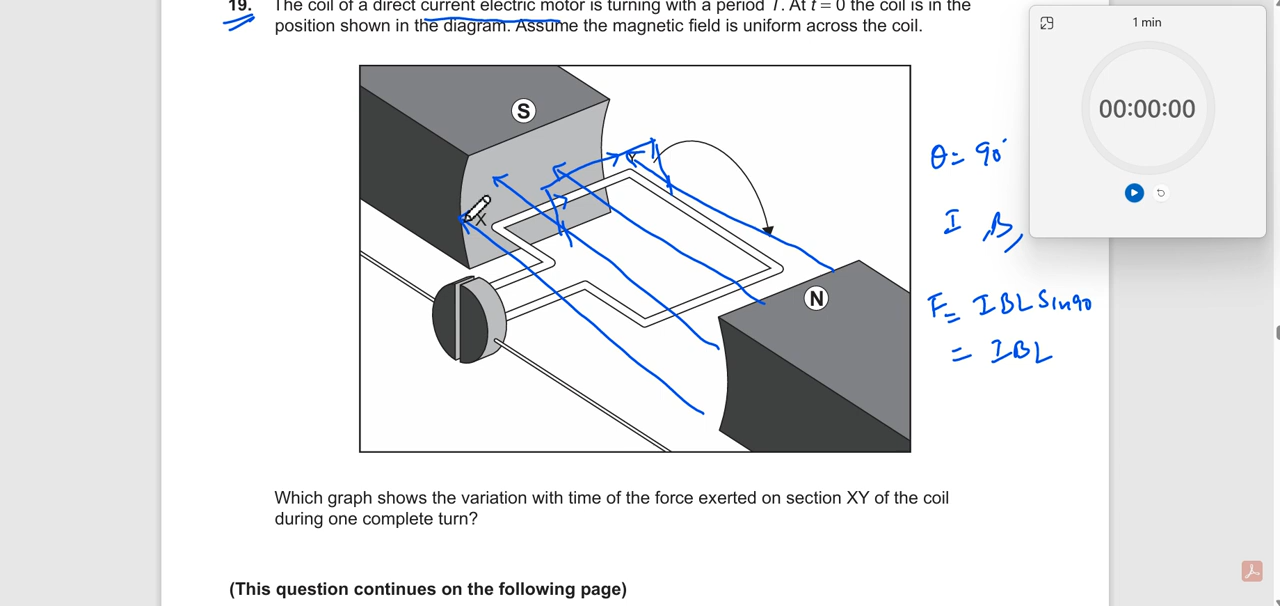 19. The coil of a direct current electric motor is turning with a period T. At t = 0 the coil is in the
position shown in the diagram. Assume the magnetic field is uniform across the coil.
1 min
00:00:00
S
X
Y
N
θ = 90°
I B,
F = IBL Sin90
= IBL
Which graph shows the variation with time of the force exerted on section XY of the coil
during one complete turn?
(This question continues on the following page)